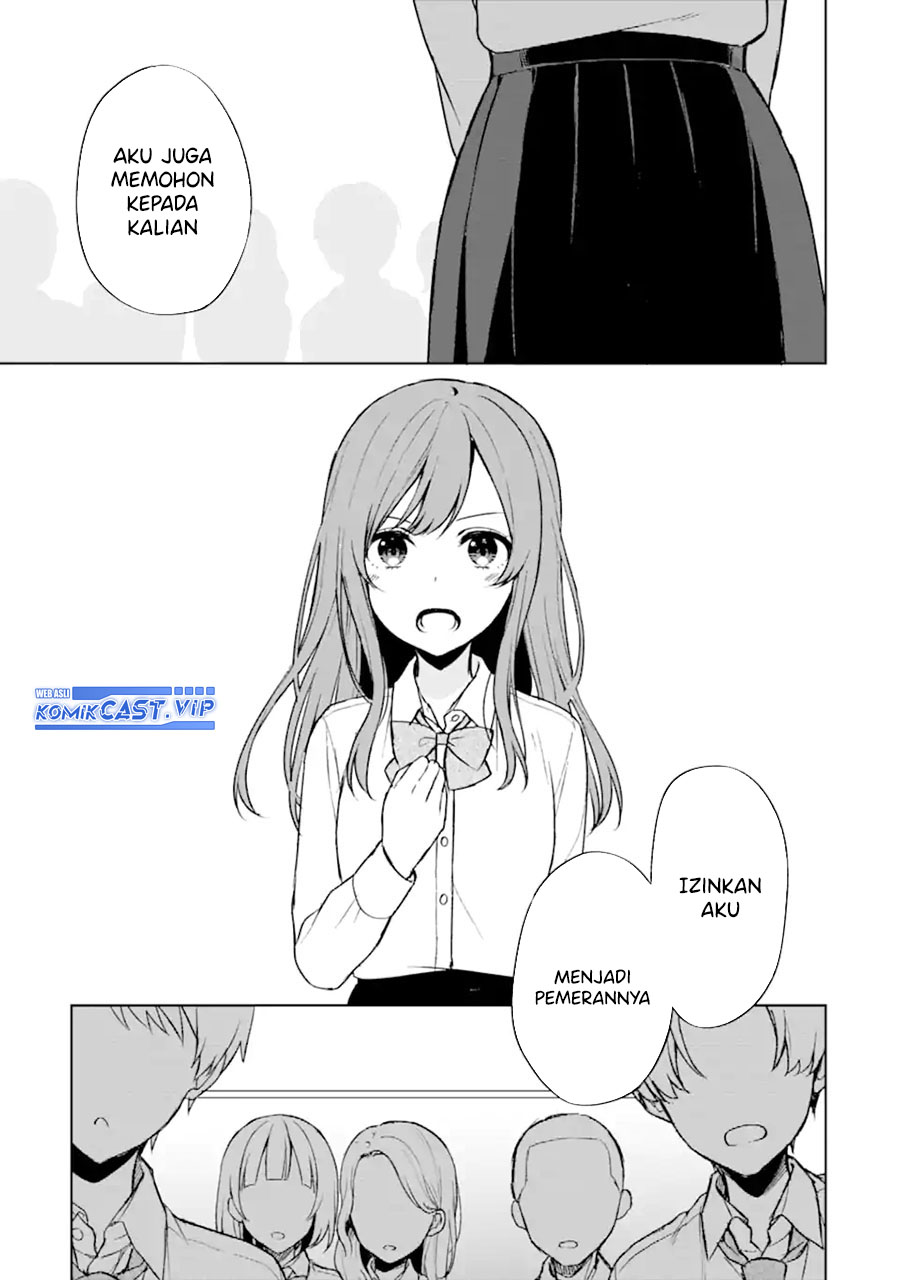 AKU JUGA
MEMOHON
KEPADA
KALIAN
WEB ASLI
KOMIKCAST.VIP
IZINKAN
AKU
MENJADI
PEMERANNYA